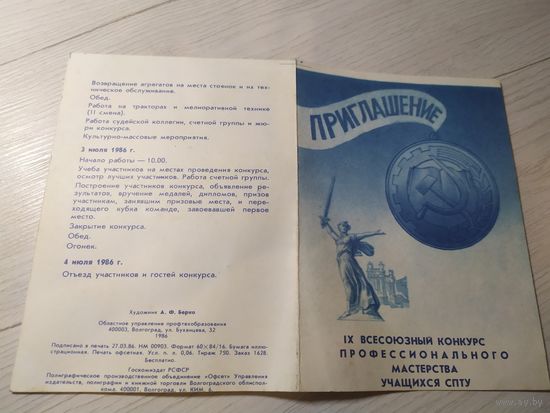 Возвращение агрегатов на места стоянок и их тех-
ническое обслуживание.
Обед.
Работа на тракторах и мелиоративной технике
(II смена).
Работа судейской коллегии, счетной группы и жю-
ри конкурса.
Культурно-массовые мероприятия.
3 июля 1986 г.
Начало работы — 10.00.
Учеба участников на местах проведения конкурса,
осмотр лучших участников. Работа счетной группы.
Построение участников конкурса, объявление ре-
зультатов, вручение медалей, дипломов, призов
участникам, занявшим призовые места, и пере-
ходящего кубка команде, завоевавшей первое
место.
Закрытие конкурса.
Обед.
Огонек.
4 июля 1986 г.
Отъезд участников и гостей конкурса.
Художник А. Ф. Борко
Областное управление профтехобразования
400003, Волгоград, ул. Буханцева, 32
1986
Подписано в печать 27.03.86. НМ 00903. Формат 60×84/16. Бумага иллю-
страционная. Печать офсетная. Усл. п. л. 0,06. Тираж 750. Заказ 1628.
Бесплатно.
Госкомиздат РСФСР
Полиграфическое производственное объединение «Офсет» Управления
издательств, полиграфии и книжной торговли Волгоградского облиспол-
кома. 400001, Волгоград, ул. КИМ, 6.
ПРИГЛАШЕНИЕ
IX ВСЕСОЮЗНЫЙ КОНКУРС
ПРОФЕССИОНАЛЬНОГО
МАСТЕРСТВА
УЧАЩИХСЯ СПТУ
ay.by